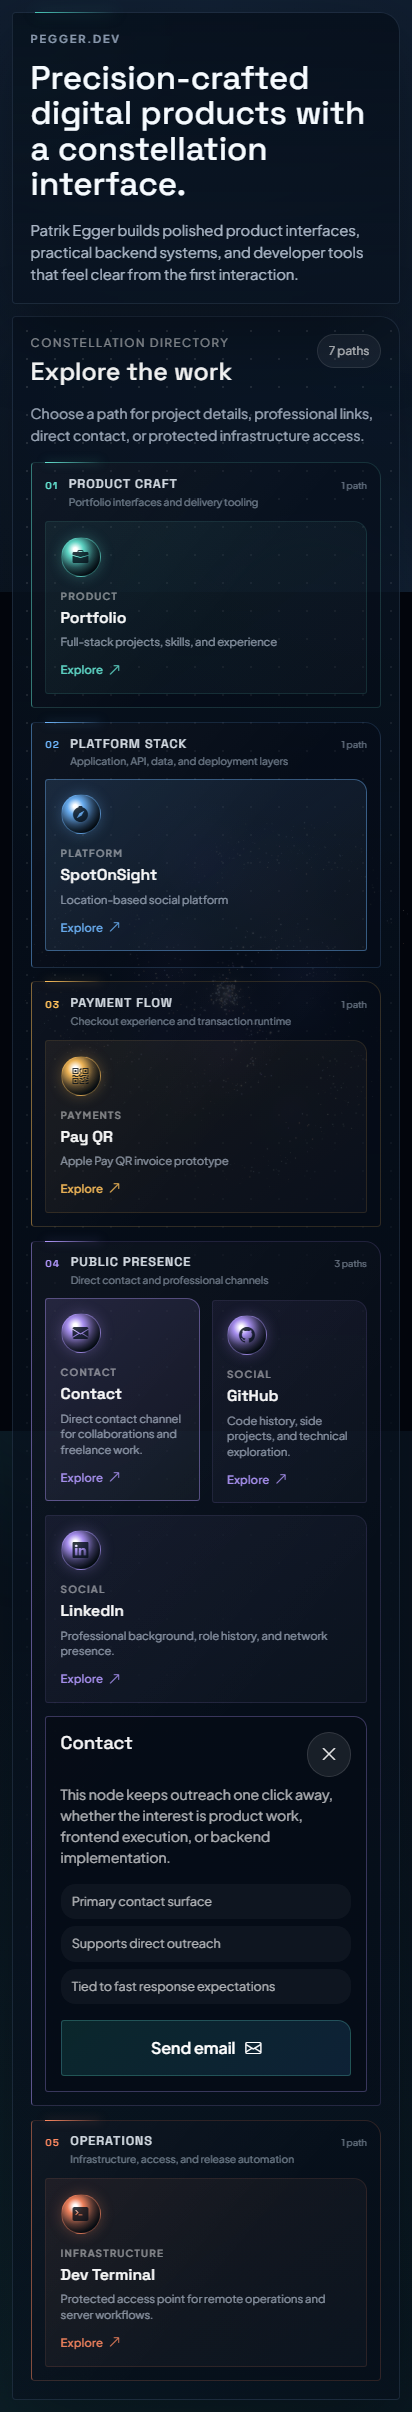 PEGGER.DEV
Precision-crafted
digital products with
a constellation
interface.
Patrik Egger builds polished product interfaces,
practical backend systems, and developer tools
that feel clear from the first interaction.
CONSTELLATION DIRECTORY
Explore the work
7 paths
Choose a path for project details, professional links,
direct contact, or protected infrastructure access.
01 PRODUCT CRAFT 1 path
Portfolio interfaces and delivery tooling
PRODUCT
Portfolio
Full-stack projects, skills, and experience
Explore
02 PLATFORM STACK 1 path
Application, API, data, and deployment layers
PLATFORM
SpotOnSight
Location-based social platform
Explore
03 PAYMENT FLOW 1 path
Checkout experience and transaction runtime
PAYMENTS
Pay QR
Apple Pay QR invoice prototype
Explore
04 PUBLIC PRESENCE 3 paths
Direct contact and professional channels
CONTACT
Contact
Direct contact channel
for collaborations and
freelance work.
Explore
SOCIAL
GitHub
Code history, side
projects, and technical
exploration.
Explore
SOCIAL
LinkedIn
Professional background, role history, and network
presence.
Explore
Contact
This node keeps outreach one click away,
whether the interest is product work,
frontend execution, or backend
implementation.
Primary contact surface
Supports direct outreach
Tied to fast response expectations
Send email
05 OPERATIONS 1 path
Infrastructure, access, and release automation
INFRASTRUCTURE
Dev Terminal
Protected access point for remote operations and
server workflows.
Explore